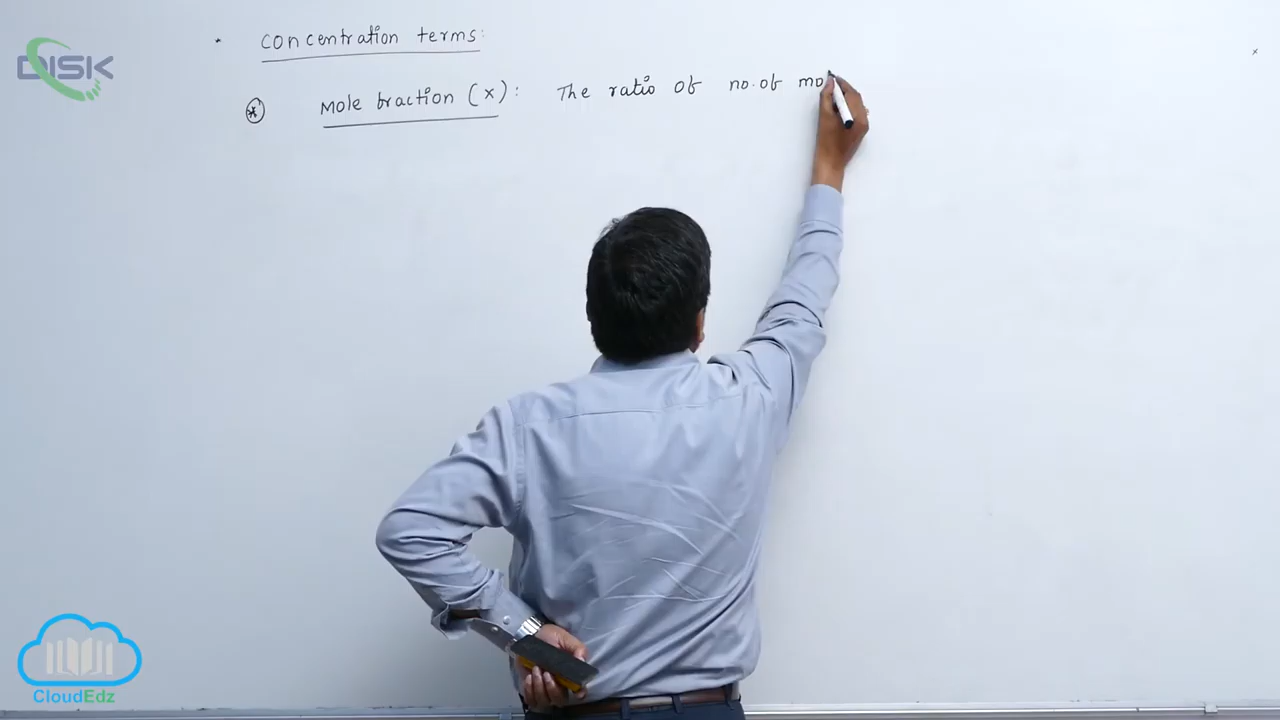 DISK
• Concentration terms:
* Mole fraction (x): The ratio of no. of mo
CloudEdz